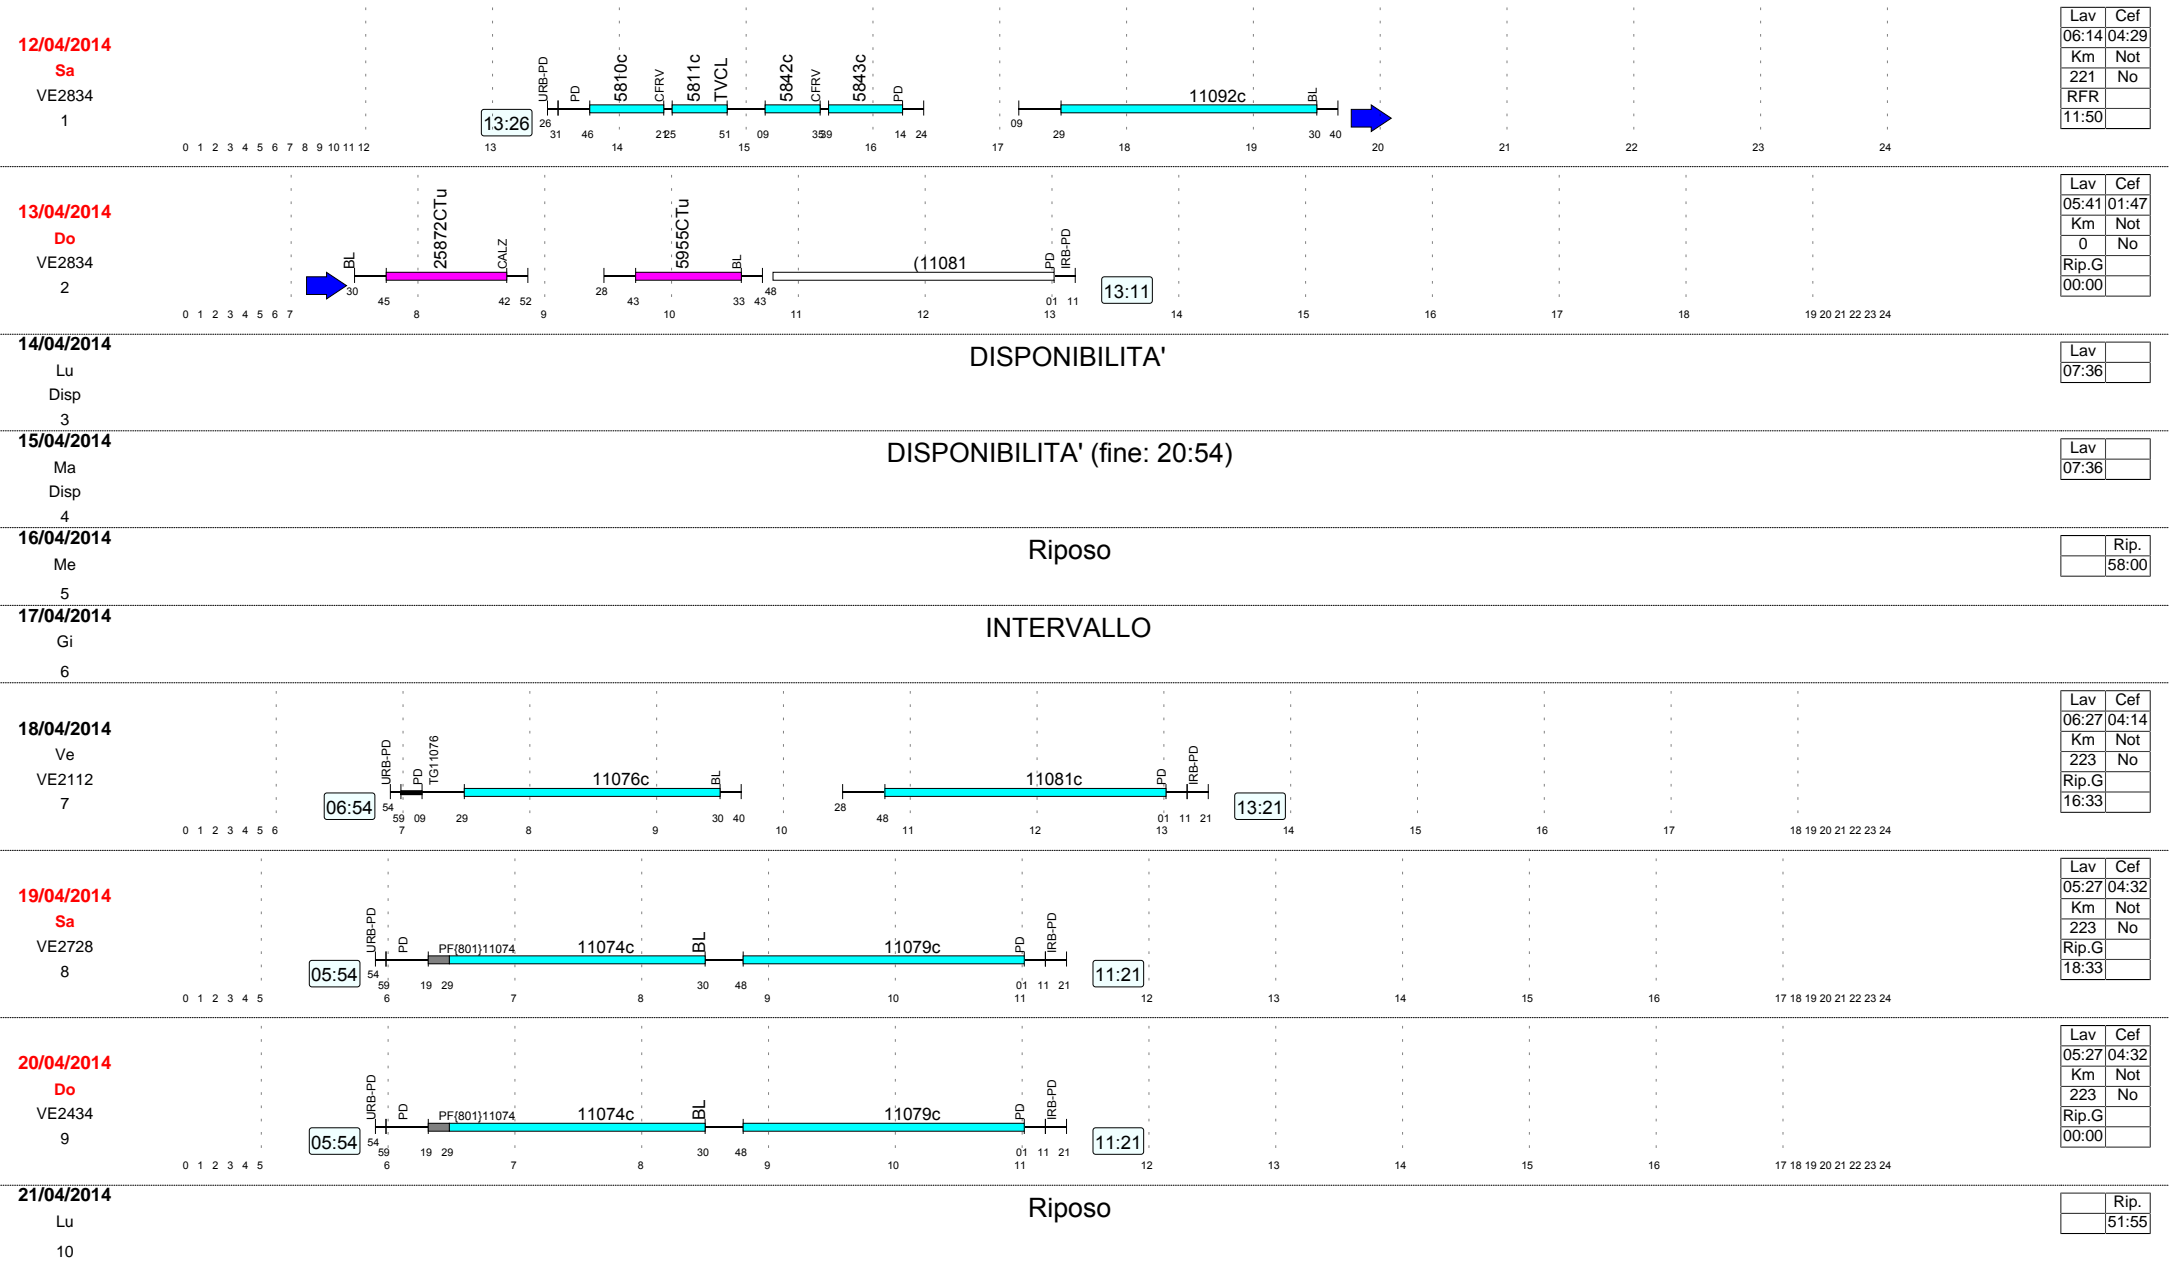 12/04/2014
Sa
VE2834
1
13:26
URB-PD PD 5810c CFRV 5811c TVCL 5842c CFRV 5843c PD 11092c BL
26 31 46 21 25 51 09 35 39 14 24 09 29 30 40
0 1 2 3 4 5 6 7 8 9 10 11 12 13 14 15 16 17 18 19 20 21 22 23 24
Lav Cef
06:14 04:29
Km Not
221 No
RFR
11:50
13/04/2014
Do
VE2834
2
BL 25872CTu CALZ 5955CTu BL (11081 PD IRB-PD
30 45 42 52 28 43 33 43 48 01 11
13:11
0 1 2 3 4 5 6 7 8 9 10 11 12 13 14 15 16 17 18 19 20 21 22 23 24
Lav Cef
05:41 01:47
Km Not
0 No
Rip.G
00:00
14/04/2014
Lu
Disp
3
DISPONIBILITA'
Lav
07:36
15/04/2014
Ma
Disp
4
DISPONIBILITA' (fine: 20:54)
Lav
07:36
16/04/2014
Me
5
Riposo
Rip.
58:00
17/04/2014
Gi
6
INTERVALLO
18/04/2014
Ve
VE2112
7
06:54
URB-PD PD TG11076 11076c BL 11081c PD IRB-PD
54 59 09 29 30 40 28 48 01 11 21
13:21
0 1 2 3 4 5 6 7 8 9 10 11 12 13 14 15 16 17 18 19 20 21 22 23 24
Lav Cef
06:27 04:14
Km Not
223 No
Rip.G
16:33
19/04/2014
Sa
VE2728
8
05:54
URB-PD PD PF{801}11074 11074c BL 11079c PD IRB-PD
54 59 19 29 30 48 01 11 21
11:21
0 1 2 3 4 5 6 7 8 9 10 11 12 13 14 15 16 17 18 19 20 21 22 23 24
Lav Cef
05:27 04:32
Km Not
223 No
Rip.G
18:33
20/04/2014
Do
VE2434
9
05:54
URB-PD PD PF{801}11074 11074c BL 11079c PD IRB-PD
54 59 19 29 30 48 01 11 21
11:21
0 1 2 3 4 5 6 7 8 9 10 11 12 13 14 15 16 17 18 19 20 21 22 23 24
Lav Cef
05:27 04:32
Km Not
223 No
Rip.G
00:00
21/04/2014
Lu
10
Riposo
Rip.
51:55